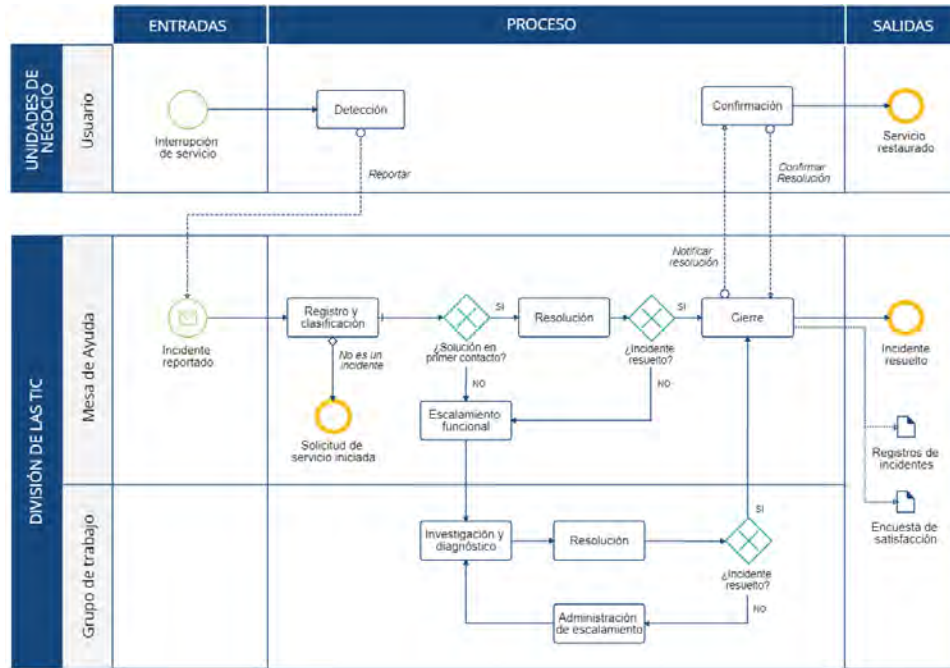 ENTRADAS
PROCESO
SALIDAS
UNIDADES DE
NEGOCIO
Usuario
Interrupción
de servicio
Detección
Reportar
Confirmación
Confirmar
Resolución
Servicio
restaurado
DIVISIÓN DE LAS TIC
Mesa de Ayuda
Incidente
reportado
Registro y
clasificación
No es un
incidente
Solicitud de
servicio iniciada
¿Solución en
primer contacto?
SI
NO
Resolución
¿Incidente
resuelto?
SI
NO
Escalamiento
funcional
Notificar
resolución
Cierre
Incidente
resuelto
Registros de
incidentes
Encuesta de
satisfacción
Grupo de trabajo
Investigación y
diagnóstico
Resolución
SI
¿Incidente
resuelto?
NO
Administración
de escalamiento